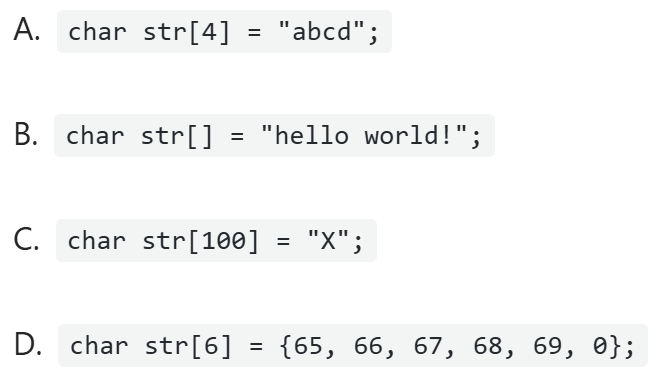 A. char str[4] = "abcd";
B. char str[] = "hello world!";
C. char str[100] = "X";
D. char str[6] = {65, 66, 67, 68, 69, 0};